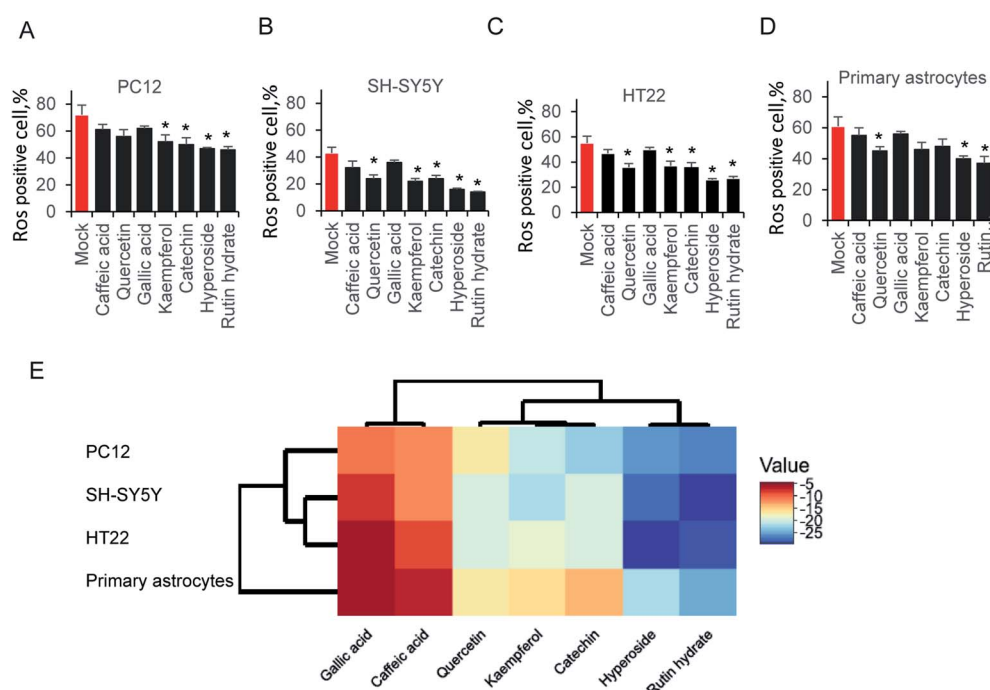 A
PC12
Ros positive cell,%
100
80
60
40
20
0
* * * *
Mock
Caffeic acid
Quercetin
Gallic acid
Kaempferol
Catechin
Hyperoside
Rutin hydrate
B
SH-SY5Y
Ros positive cell,%
80
60
40
20
0
* * * * *
Mock
Caffeic acid
Quercetin
Gallic acid
Kaempferol
Catechin
Hyperoside
Rutin hydrate
C
HT22
Ros positive cell,%
80
60
40
20
0
* * * * *
Mock
Caffeic acid
Quercetin
Gallic acid
Kaempferol
Catechin
Hyperoside
Rutin hydrate
D
Primary astrocytes
Ros positive cell,%
80
60
40
20
0
* * *
Mock
Caffeic acid
Quercetin
Gallic acid
Kaempferol
Catechin
Hyperoside
Rutin
E
PC12
SH-SY5Y
HT22
Primary astrocytes
Gallic acid
Caffeic acid
Quercetin
Kaempferol
Catechin
Hyperoside
Rutin hydrate
Value
-5
-10
-15
-20
-25